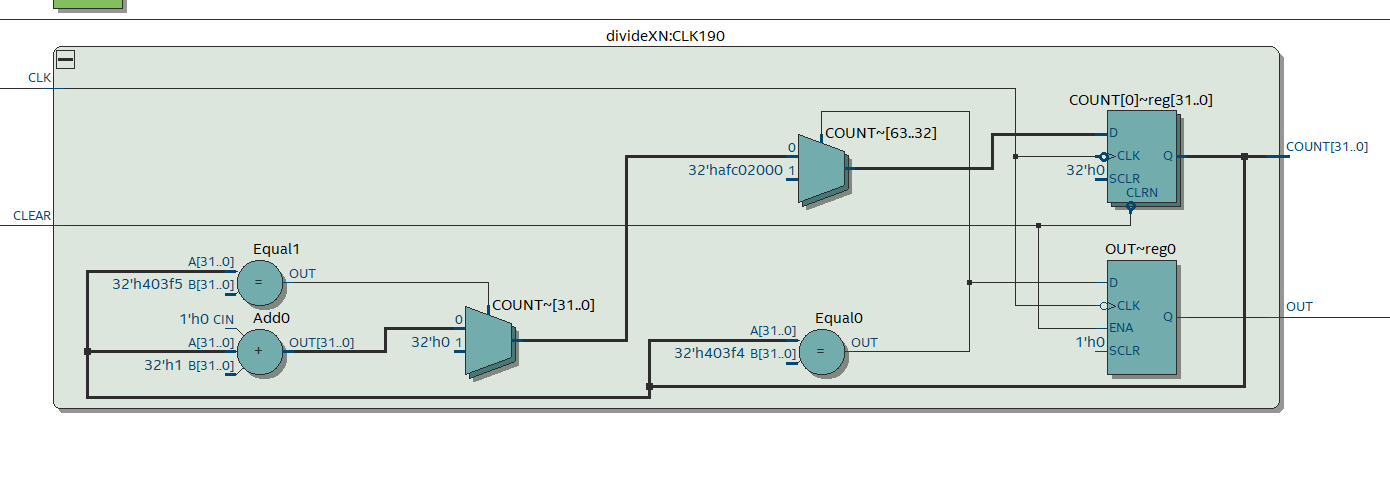 divideXN:CLK190
CLK
COUNT[0]~reg[31..0]
COUNT~[63..32]
D
0
CLK
Q
COUNT[31..0]
32'hafc02000 1
32'h0 SCLR
CLRN
CLEAR
Equal1
OUT~reg0
A[31..0]
= OUT
32'h403f5 B[31..0]
D
COUNT~[31..0]
CLK
OUT
1'h0 CIN
Add0
0
Equal0
Q
ENA
A[31..0]
A[31..0]
+ OUT[31..0]
32'h0 1
= OUT
1'h0 SCLR
32'h403f4 B[31..0]
32'h1 B[31..0]